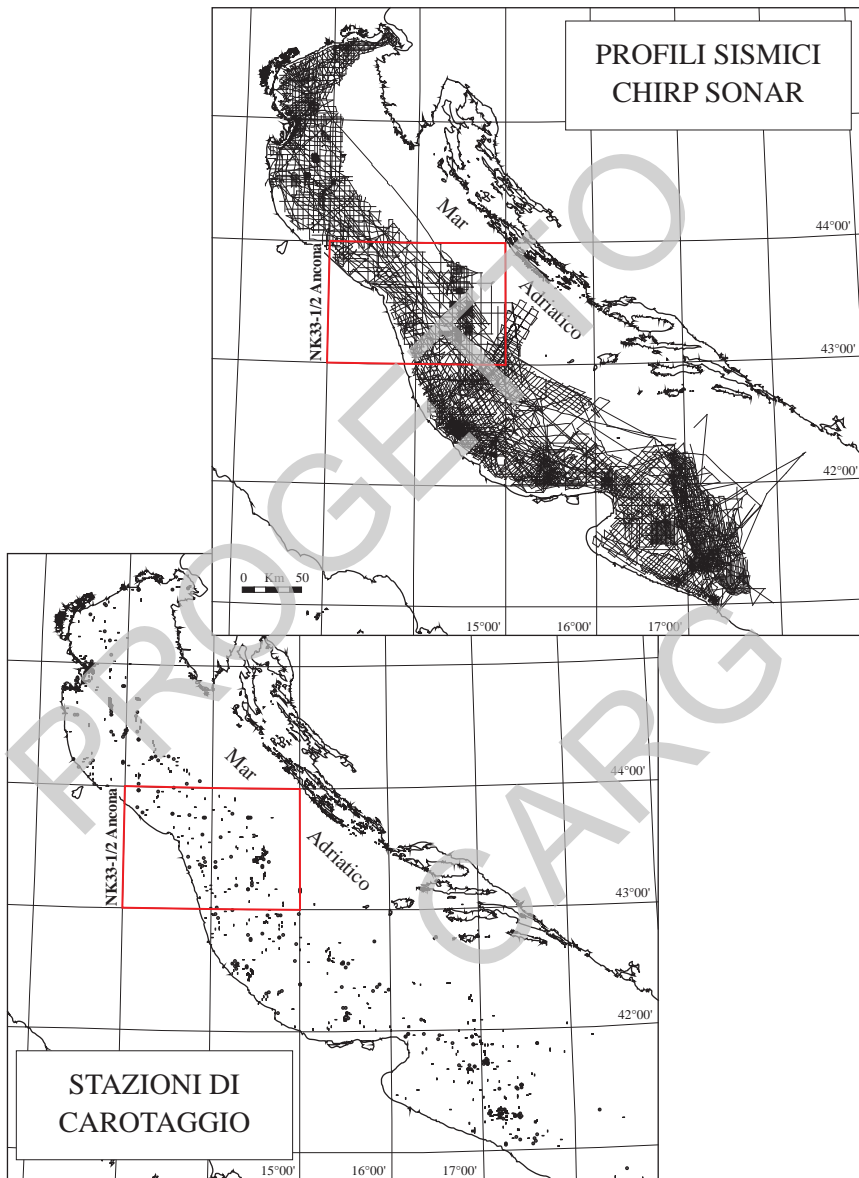 PROFILI SISMICI
CHIRP SONAR
Mar
Adriatico
NK33-1/2 Ancona
44°00'
43°00'
42°00'
0 Km 50
15°00' 16°00' 17°00'
PROGETTO
CARG
Mar
Adriatico
NK33-1/2 Ancona
44°00'
43°00'
42°00'
STAZIONI DI
CAROTAGGIO
15°00' 16°00' 17°00'